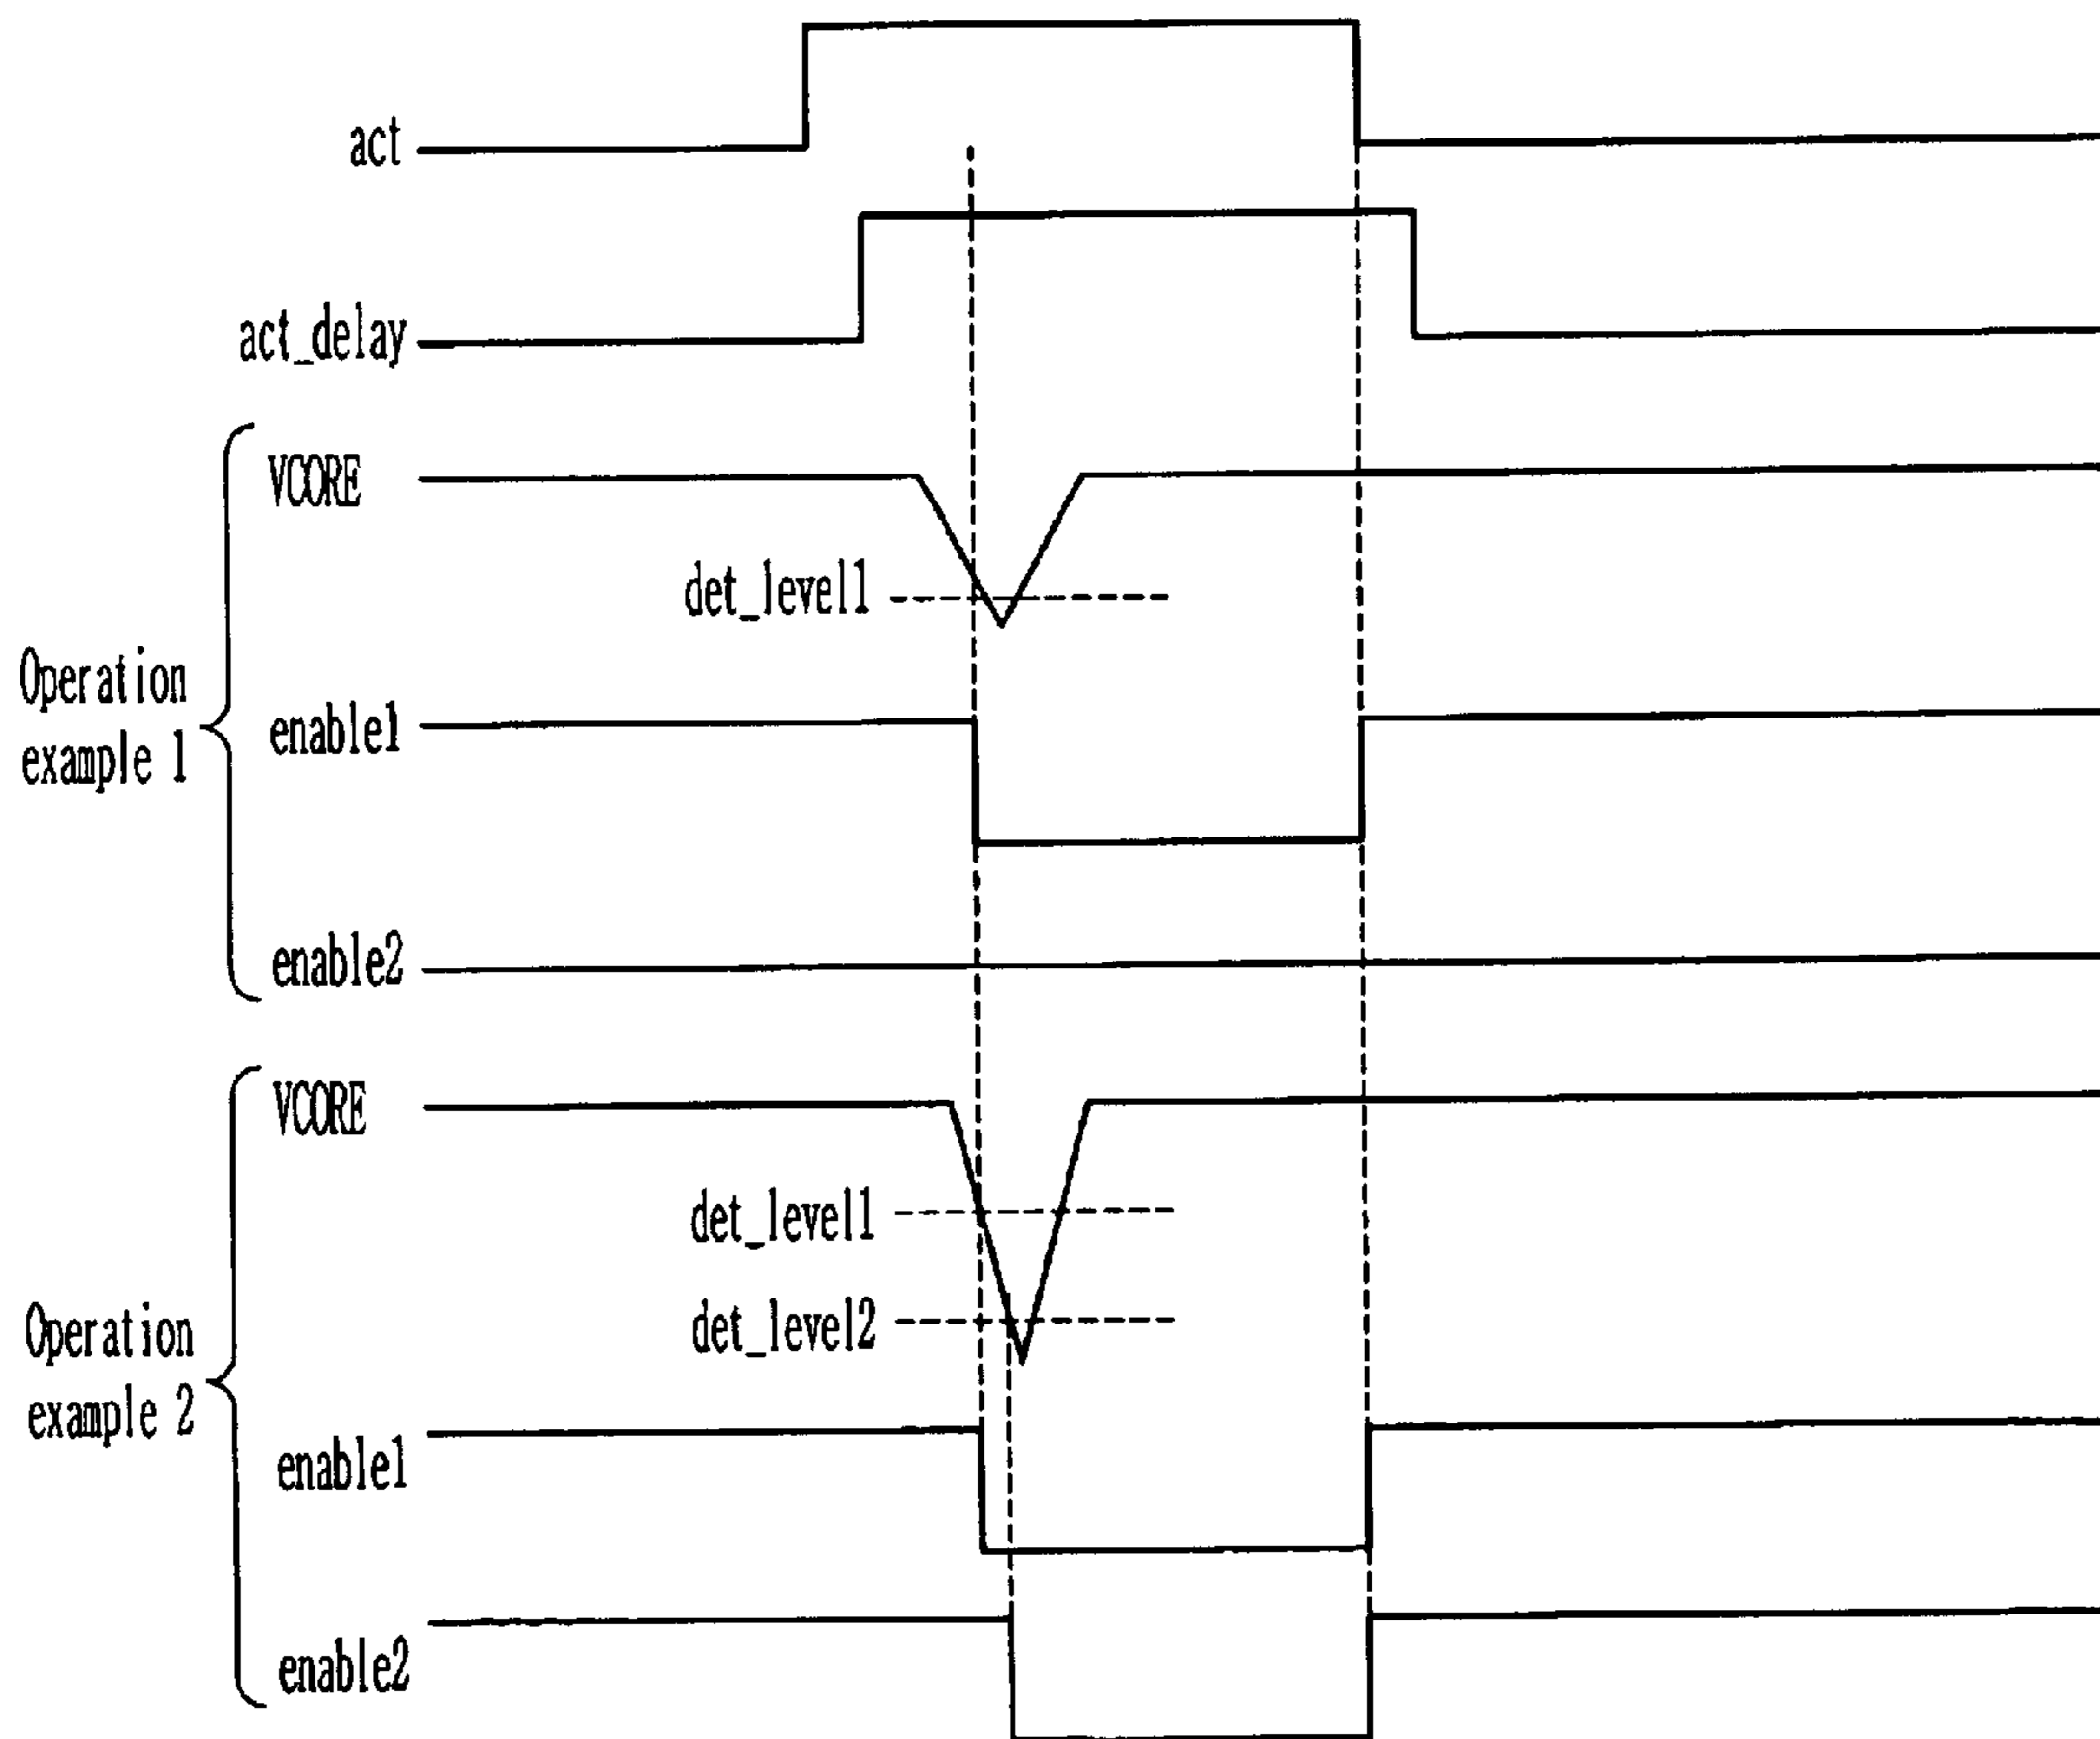 act
act_delay
VCORE
det_level1
Operation
example 1
enable1
enable2
VCORE
det_level1
det_level2
Operation
example 2
enable1
enable2